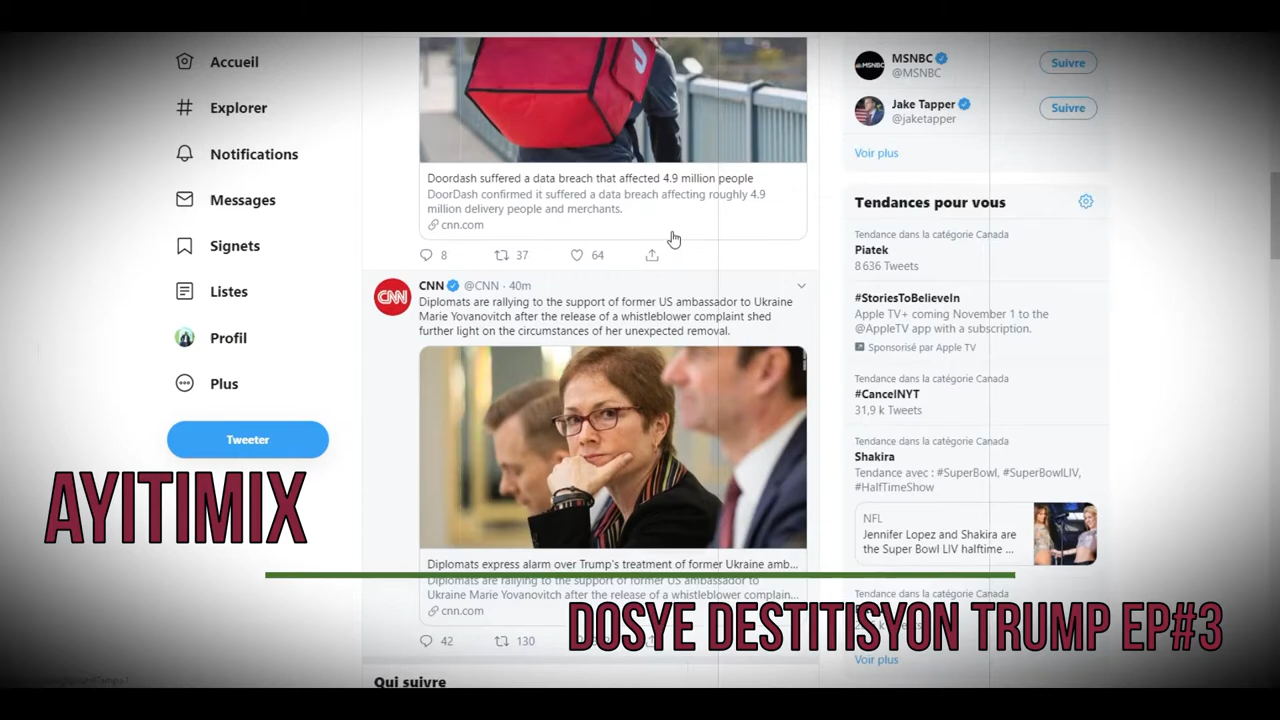 Accueil
Explorer
Notifications
Messages
Signets
Listes
Profil
Plus
Tweeter
AYITIMIX
Doordash suffered a data breach that affected 4.9 million people
DoorDash confirmed it suffered a data breach affecting roughly 4.9
million delivery people and merchants.
cnn.com
8 37 64
CNN @CNN · 40m
Diplomats are rallying to the support of former US ambassador to Ukraine
Marie Yovanovitch after the release of a whistleblower complaint shed
further light on the circumstances of her unexpected removal.
Diplomats express alarm over Trump's treatment of former Ukraine amb...
Diplomats are rallying to the support of former US ambassador to
Ukraine Marie Yovanovitch after the release of a whistleblower complain...
cnn.com
42 130
Qui suivre
MSNBC
@MSNBC
Suivre
Jake Tapper
@jaketapper
Suivre
Voir plus
Tendances pour vous
Tendance dans la catégorie Canada
Piatek
8 636 Tweets
#StoriesToBelieveIn
Apple TV+ coming November 1 to the
@AppleTV app with a subscription.
Sponsorisé par Apple TV
Tendance dans la catégorie Canada
#CancelNYT
31,9 k Tweets
Tendance dans la catégorie Canada
Shakira
Tendance avec : #SuperBowl, #SuperBowlLIV,
#HalfTimeShow
NFL
Jennifer Lopez and Shakira are
the Super Bowl LIV halftime ...
Tendance dans la catégorie Canada
DOSYE DESTITISYON TRUMP EP#3
Voir plus